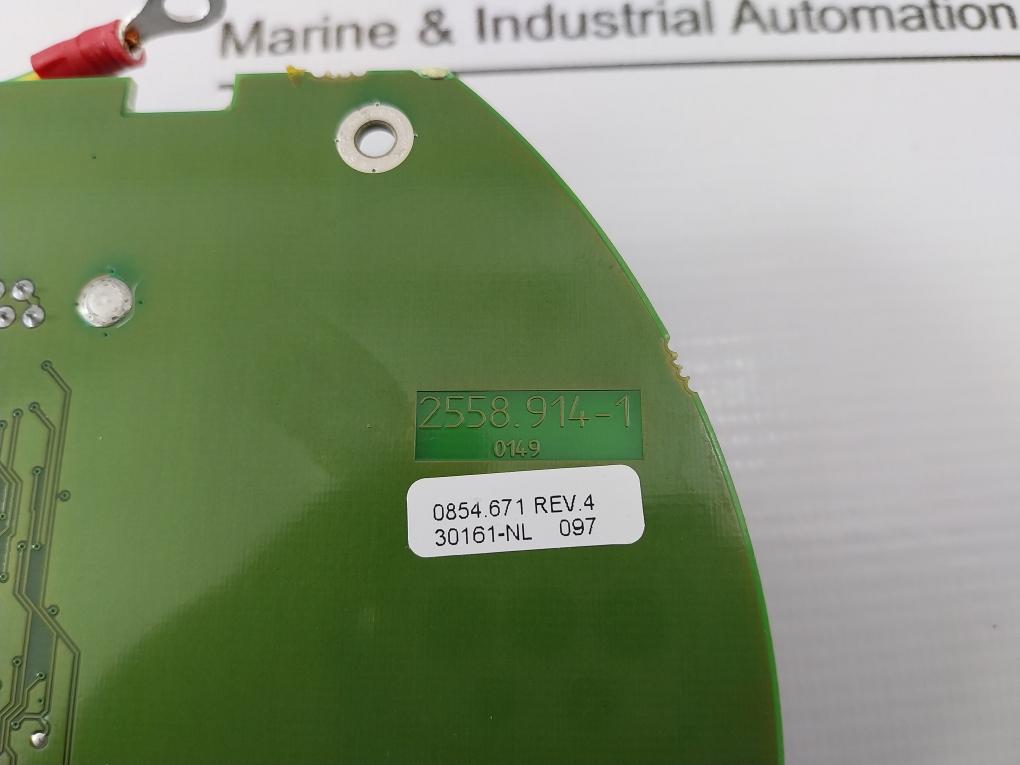 Marine & Industrial Automation
2558.914-1
0149
0854.671 REV.4
30161-NL 097